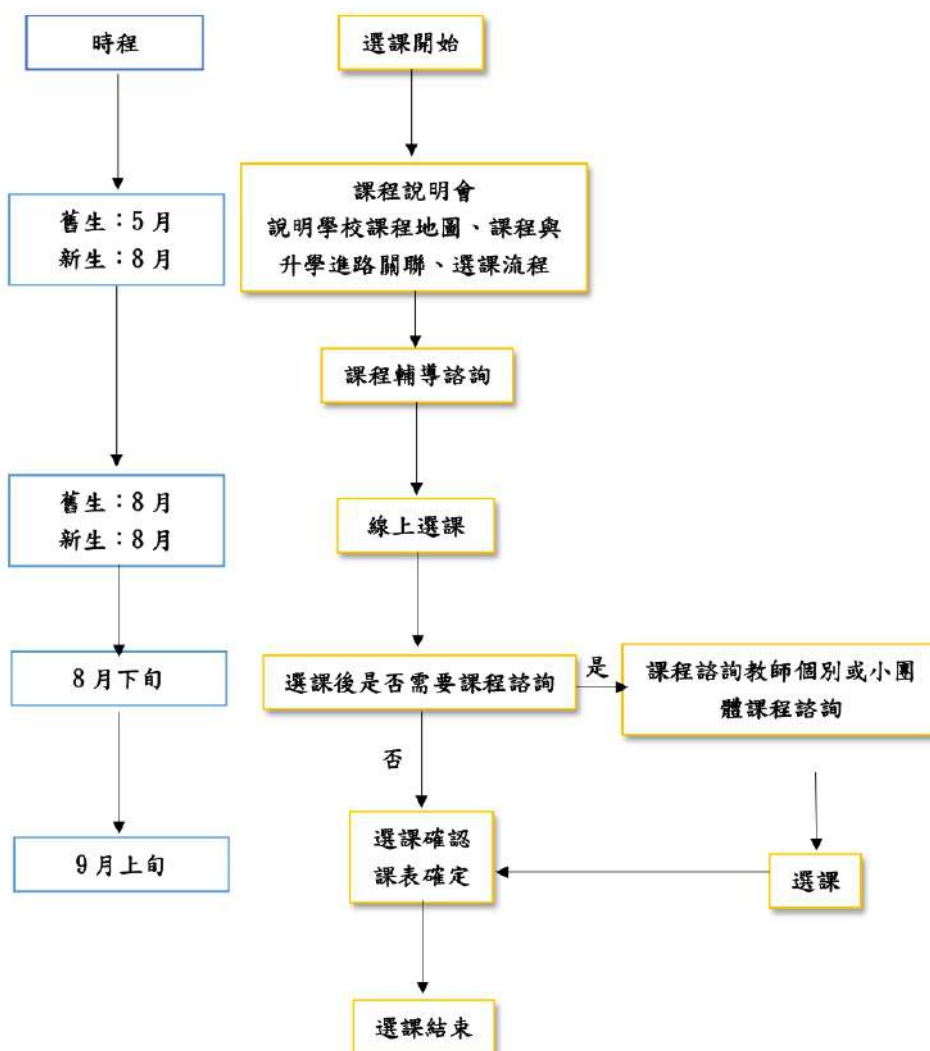 時程
選課開始
課程說明會
說明學校課程地圖、課程與
升學進路關聯、選課流程
舊生：5月
新生：8月
課程輔導諮詢
舊生：8月
新生：8月
線上選課
8月下旬
選課後是否需要課程諮詢
是
課程諮詢教師個別或小團
體課程諮詢
否
9月上旬
選課確認
課表確定
選課
選課結束